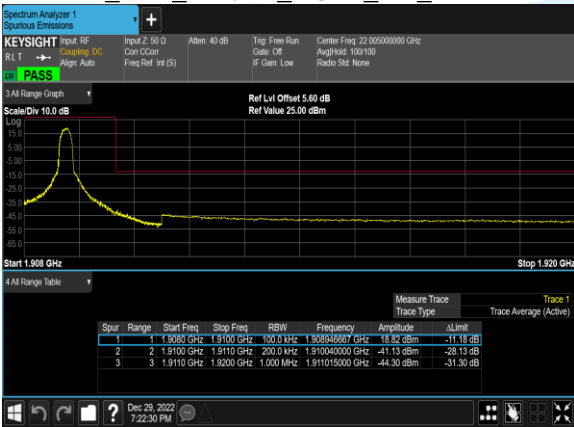 Spectrum Analyzer 1
Spurious Emissions
+
KEYSIGHT Input: RF Input Z: 50 Ω Atten: 40 dB Trig: Free Run Center Freq: 22.005000000 GHz
RLT Coupling: DC Corr CCorr Gate: Off Avg|Hold: 100/100
Align: Auto Freq Ref: Int (S) IF Gain: Low Radio Std: None
PASS
3 All Range Graph
Ref Lvl Offset 5.60 dB
Scale/Div 10.0 dB Ref Value 25.00 dBm
Log
15.0
5.00
-5.00
-15.0
-25.0
-35.0
-45.0
-55.0
-65.0
Start 1.908 GHz Stop 1.920 GHz
4 All Range Table
Measure Trace Trace 1
Trace Type Trace Average (Active)
Spur Range Start Freq Stop Freq RBW Frequency Amplitude ΔLimit
1 1 1.9080 GHz 1.9100 GHz 100.0 kHz 1.908946667 GHz 18.82 dBm -11.18 dB
2 2 1.9100 GHz 1.9110 GHz 200.0 kHz 1.910040000 GHz -41.13 dBm -28.13 dB
3 3 1.9110 GHz 1.9200 GHz 1.000 MHz 1.911015000 GHz -44.30 dBm -31.30 dB
? Dec 29, 2022
7:22:30 PM